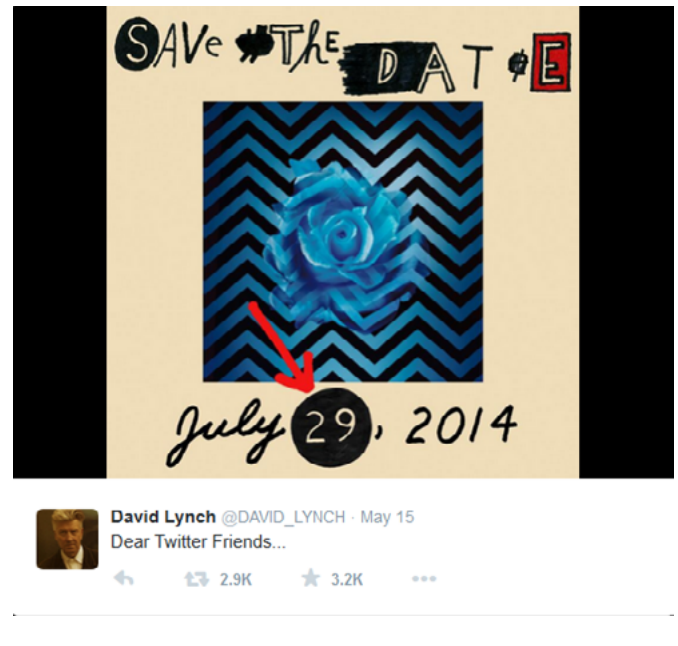 SAVe The DATE
July 29, 2014
David Lynch @DAVID_LYNCH · May 15
Dear Twitter Friends...
2.9K 3.2K